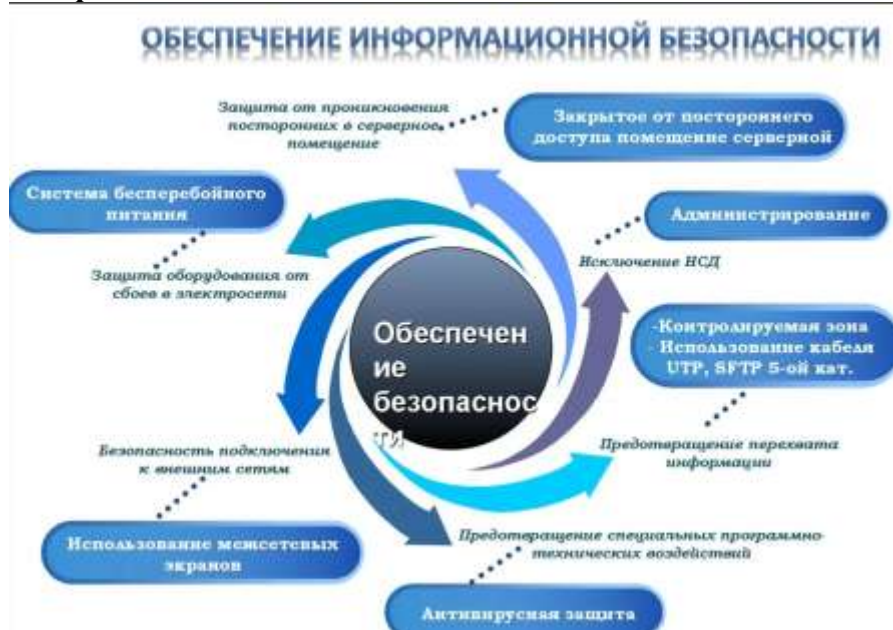 ОБЕСПЕЧЕНИЕ ИНФОРМАЦИОННОЙ БЕЗОПАСНОСТИ
Защита от проникновения
посторонних в серверное
помещение
Закрытое от постороннего
доступа помещение серверной
Система бесперебойного
питания
Защита оборудования от
сбоев в электросети
Администрирование
Исключение НСД
-Контролируемая зона
- Использование кабеля
UTP, SFTP 5-ой кат.
Предотвращение перехвата
информации
Обеспечен
ие
безопаснос
ти
Безопасность подключения
к внешним сетям
Использование межсетевых
экранов
Предотвращение специальных программно-
технических воздействий
Антивирусная защита